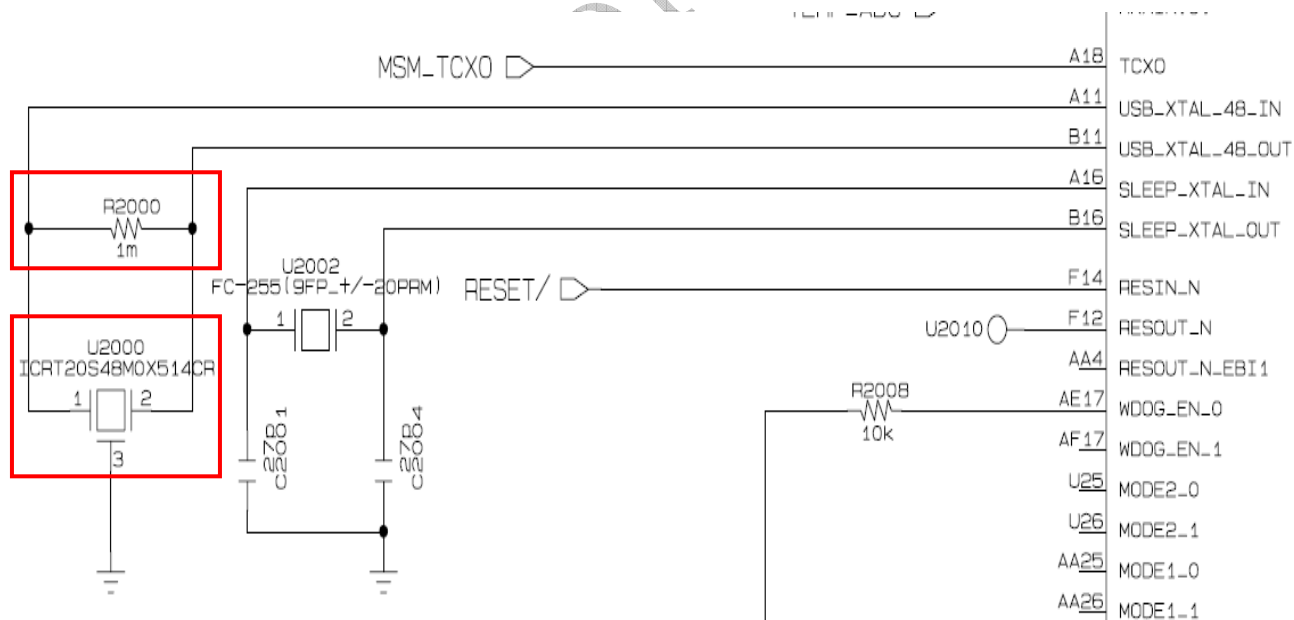 MSM_TCXO
A18 TCXO
A11 USB_XTAL_48_IN
B11 USB_XTAL_48_OUT
A16 SLEEP_XTAL_IN
R2000
1m
B16 SLEEP_XTAL_OUT
U2002
FC-255(9FP_+/-20PRM)
RESET/
F14 RESIN_N
1 2
U2010
F12 RESOUT_N
U2000
ICRT20S48M0X514CR
1 2
3
AA4 RESOUT_N_EBI1
R2008
10k
AE17 WDOG_EN_0
27P
C2001
27P
C2004
AF17 WDOG_EN_1
U25 MODE2_0
U26 MODE2_1
AA25 MODE1_0
AA26 MODE1_1